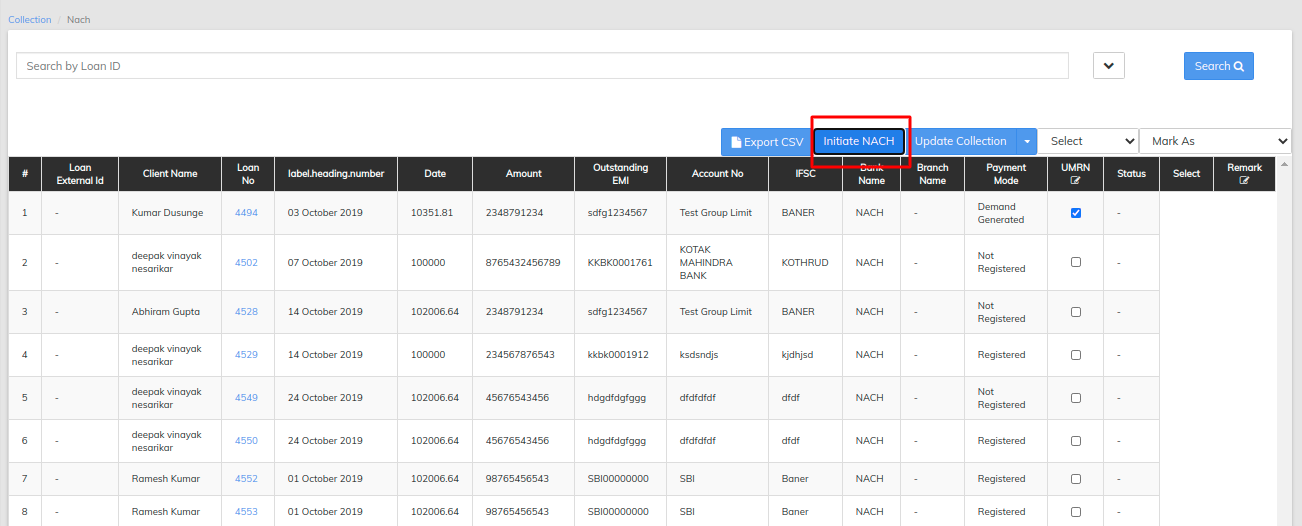 Collection / Nach
Search by Loan ID
Search
Export CSV Initiate NACH Update Collection Select Mark As
# Loan External Id Client Name Loan No label.heading.number Date Amount Outstanding EMI Account No IFSC Bank Name Branch Name Payment Mode UMRN Status Select Remark
1 - Kumar Dusunge 4494 03 October 2019 10351.81 2348791234 sdfg1234567 Test Group Limit BANER NACH - Demand Generated -
2 - deepak vinayak nesarikar 4502 07 October 2019 100000 8765432456789 KKBK0001761 KOTAK MAHINDRA BANK KOTHRUD NACH - Not Registered -
3 - Abhiram Gupta 4528 14 October 2019 102006.64 2348791234 sdfg1234567 Test Group Limit BANER NACH - Not Registered -
4 - deepak vinayak nesarikar 4529 14 October 2019 100000 234567876543 kkbk0001912 ksdsndjs kjdhjsd NACH - Registered -
5 - deepak vinayak nesarikar 4549 24 October 2019 102006.64 45676543456 hdgdfdgfggg dfdfdfdf dfdf NACH - Not Registered -
6 - deepak vinayak nesarikar 4550 24 October 2019 102006.64 45676543456 hdgdfdgfggg dfdfdfdf dfdf NACH - Registered -
7 - Ramesh Kumar 4552 01 October 2019 102006.64 98765456543 SBI00000000 SBI Baner NACH - Registered -
8 - Ramesh Kumar 4553 01 October 2019 102006.64 98765456543 SBI00000000 SBI Baner NACH - Registered -